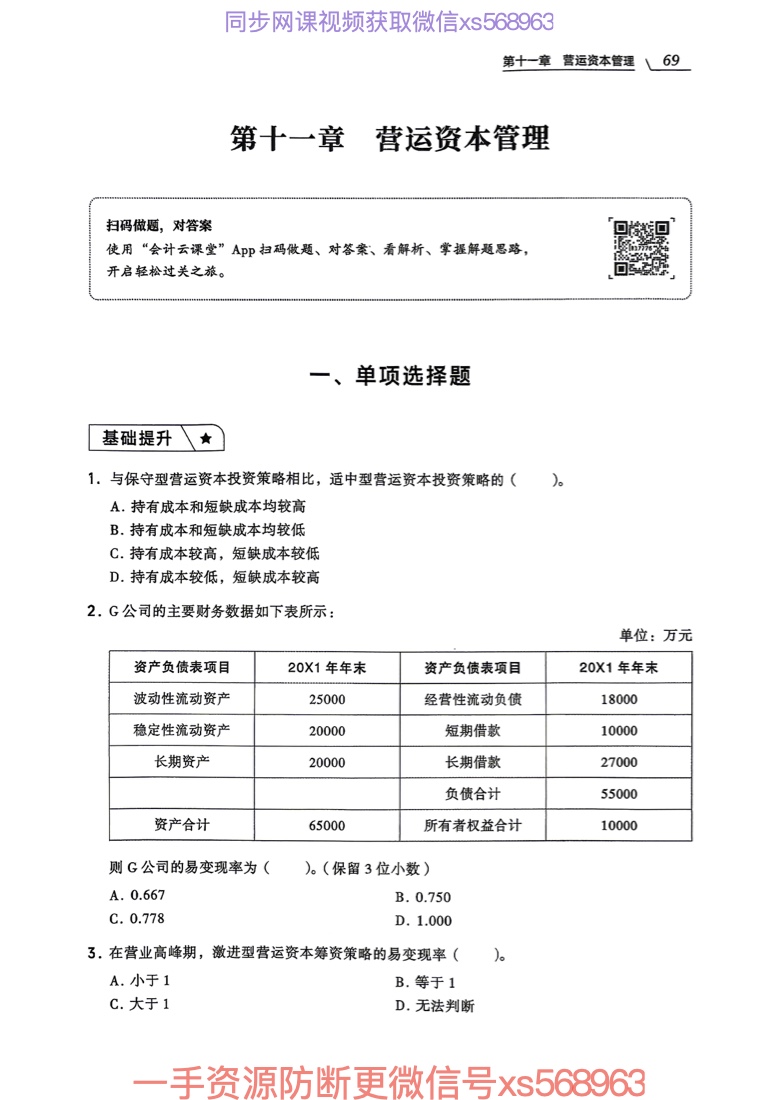 同步网课视频获取微信xs568963
第十一章 营运资本管理 69
第十一章 营运资本管理
扫码做题，对答案
使用“会计云课堂”App扫码做题、对答案、看解析、掌握解题思路，
开启轻松过关之旅。
一、单项选择题
基础提升 ★
1. 与保守型营运资本投资策略相比，适中型营运资本投资策略的（ ）。
A. 持有成本和短缺成本均较高
B. 持有成本和短缺成本均较低
C. 持有成本较高，短缺成本较低
D. 持有成本较低，短缺成本较高
2. G公司的主要财务数据如下表所示：
单位：万元
资产负债表项目 20X1年年末 资产负债表项目 20X1年年末
波动性流动资产 25000 经营性流动负债 18000
稳定性流动资产 20000 短期借款 10000
长期资产 20000 长期借款 27000
负债合计 55000
资产合计 65000 所有者权益合计 10000
则G公司的易变现率为（ ）。（保留3位小数）
A. 0.667 B. 0.750
C. 0.778 D. 1.000
3. 在营业高峰期，激进型营运资本筹资策略的易变现率（ ）。
A. 小于1 B. 等于1
C. 大于1 D. 无法判断
一手资源防断更微信号xs568963